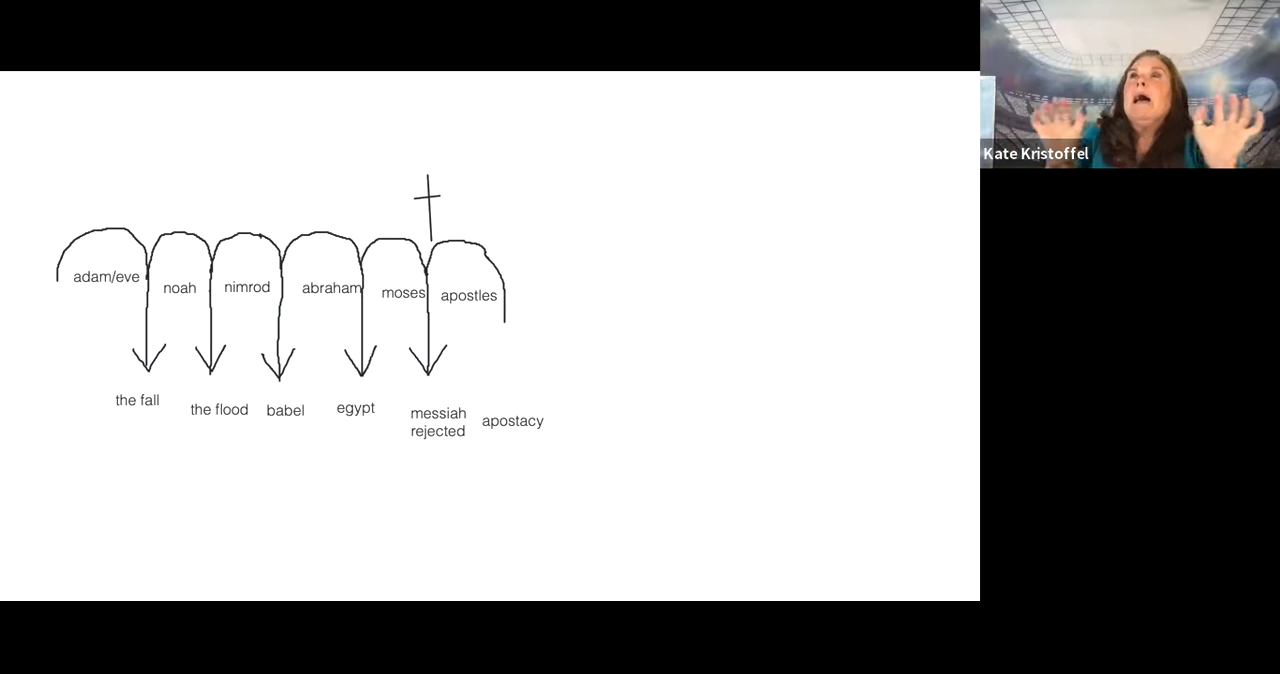 Kate Kristoffel
adam/eve
noah
nimrod
abraham
moses
apostles
the fall
the flood
babel
egypt
messiah
rejected
apostacy